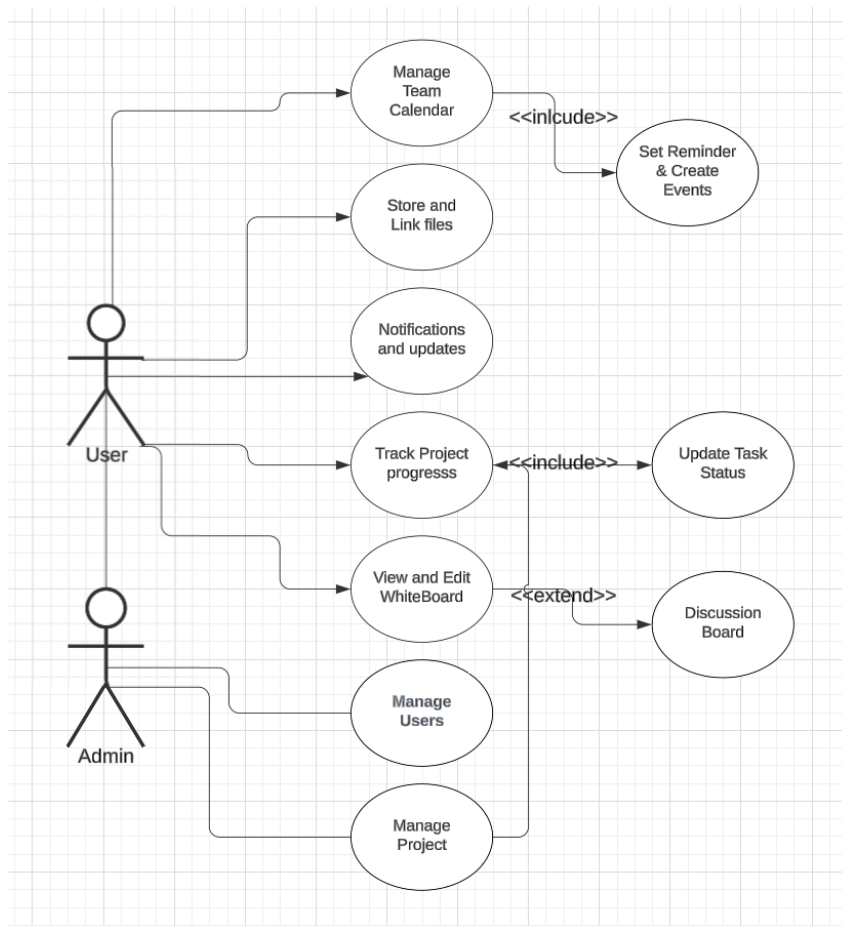 Manage
Team
Calendar
<<inlcude>>
Set Reminder
& Create
Events
Store and
Link files
Notifications
and updates
User
Track Project
progresss
<<include>>
Update Task
Status
View and Edit
WhiteBoard
<<extend>>
Discussion
Board
Manage
Users
Admin
Manage
Project